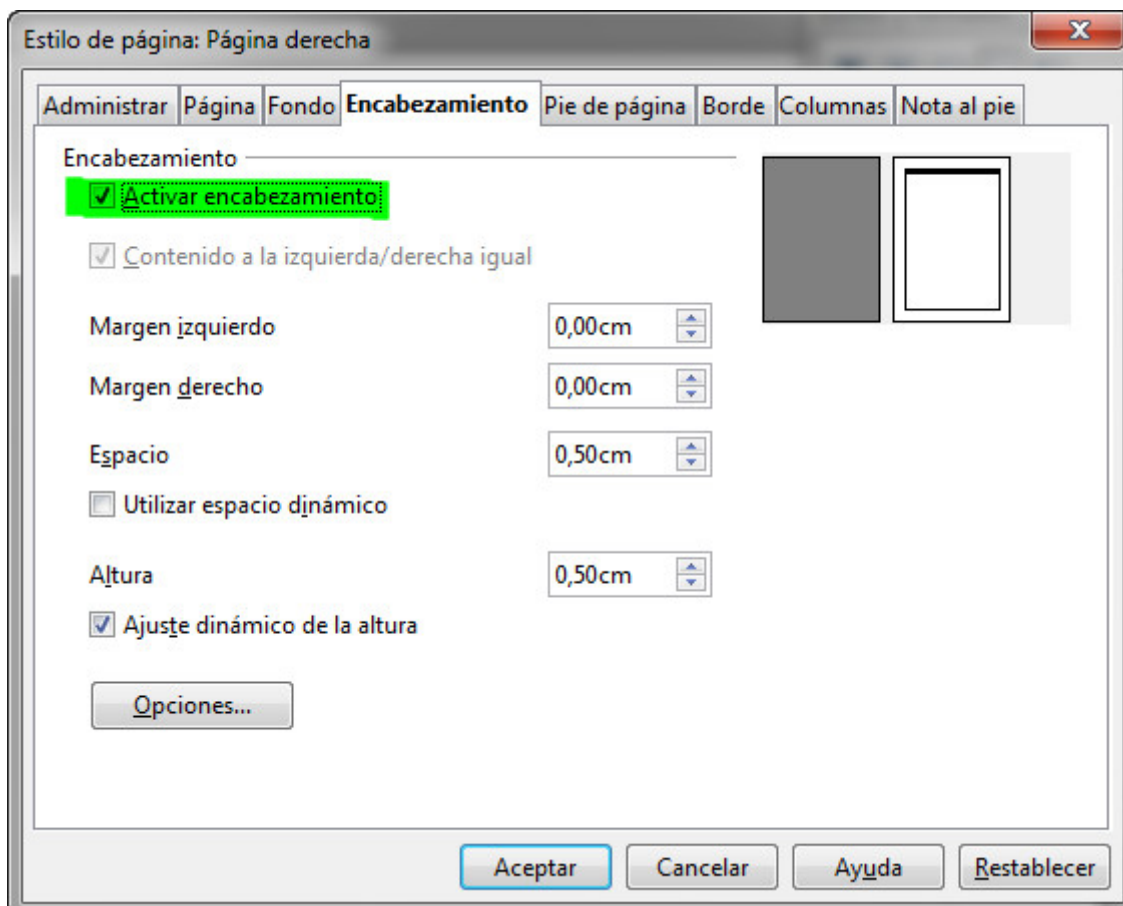 Estilo de página: Página derecha
Administrar Página Fondo Encabezamiento Pie de página Borde Columnas Nota al pie
Encabezamiento
Activar encabezamiento
Contenido a la izquierda/derecha igual
Margen izquierdo 0,00cm
Margen derecho 0,00cm
Espacio 0,50cm
Utilizar espacio dinámico
Altura 0,50cm
Ajuste dinámico de la altura
Opciones...
Aceptar Cancelar Ayuda Restablecer